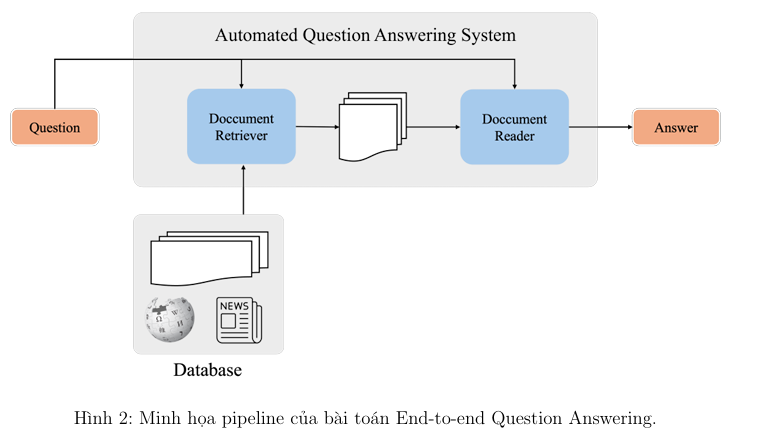 Automated Question Answering System
Question
Doccument
Retriever
Doccument
Reader
Answer
NEWS
Database
Hình 2: Minh họa pipeline của bài toán End-to-end Question Answering.